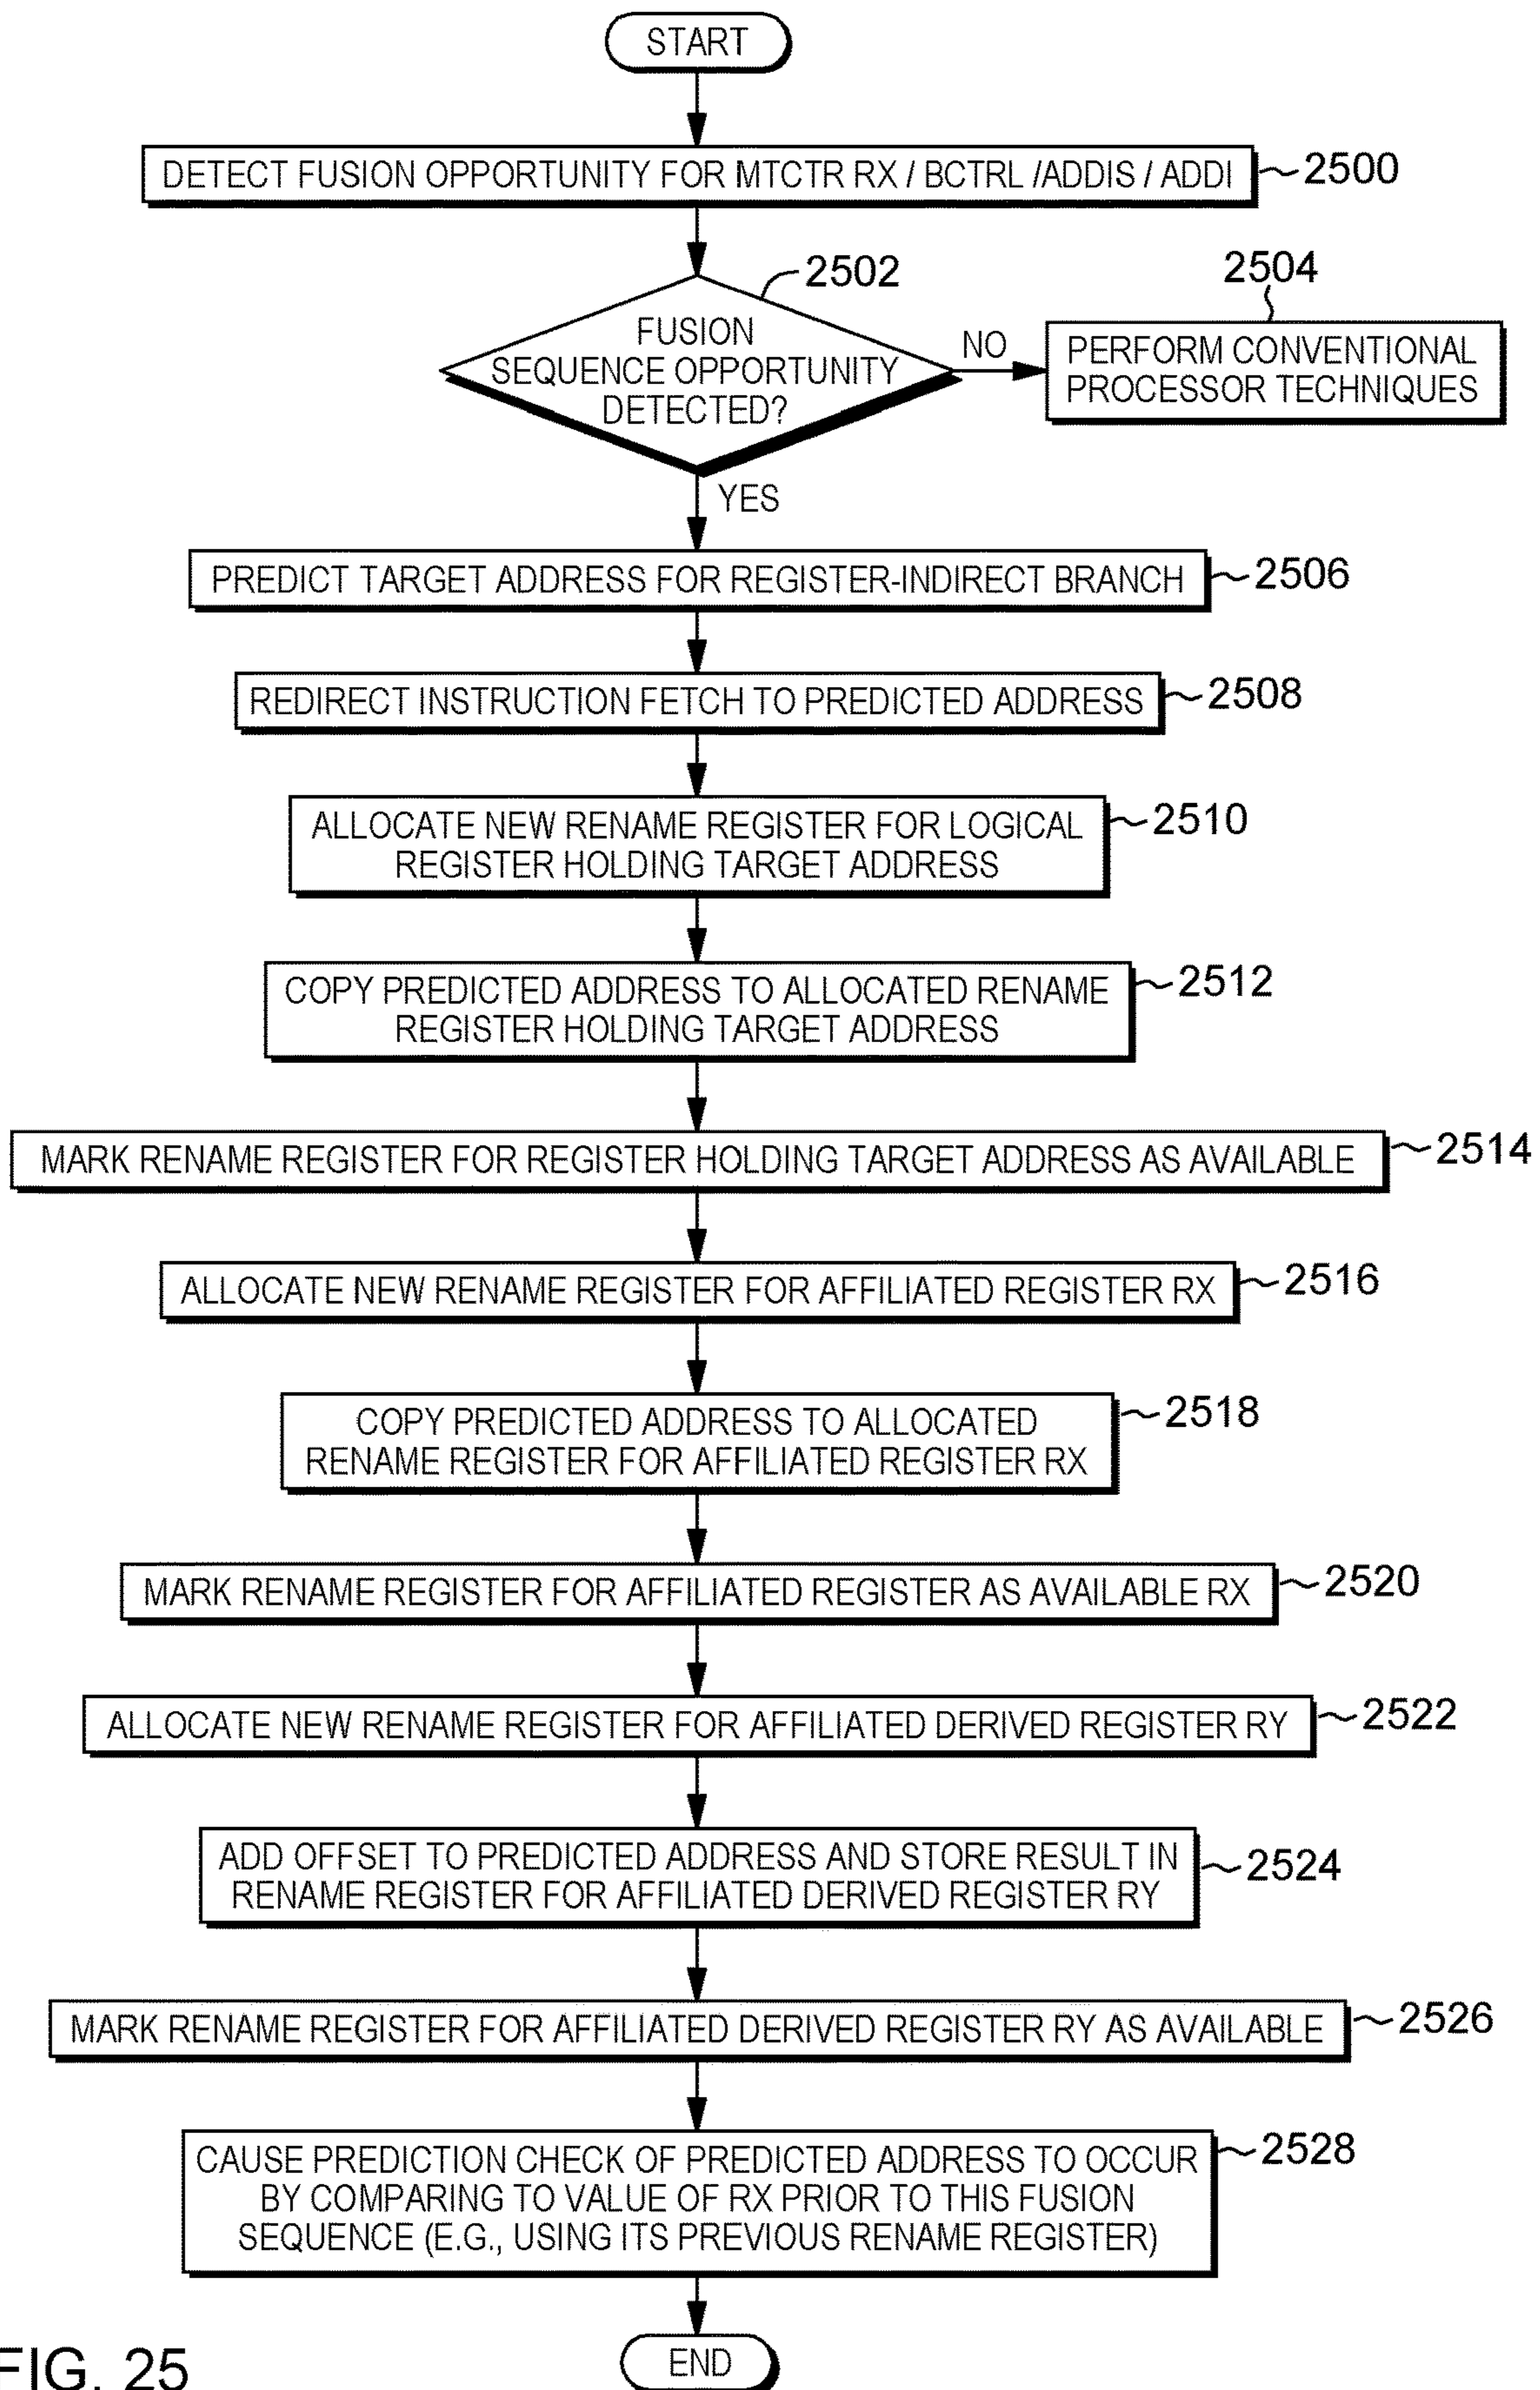 START
DETECT FUSION OPPORTUNITY FOR MTCTR RX / BCTRL /ADDIS / ADDI
2500
2502
2504
FUSION
SEQUENCE OPPORTUNITY
DETECTED?
NO
PERFORM CONVENTIONAL
PROCESSOR TECHNIQUES
YES
PREDICT TARGET ADDRESS FOR REGISTER-INDIRECT BRANCH
2506
REDIRECT INSTRUCTION FETCH TO PREDICTED ADDRESS
2508
ALLOCATE NEW RENAME REGISTER FOR LOGICAL
REGISTER HOLDING TARGET ADDRESS
2510
COPY PREDICTED ADDRESS TO ALLOCATED RENAME
REGISTER HOLDING TARGET ADDRESS
2512
MARK RENAME REGISTER FOR REGISTER HOLDING TARGET ADDRESS AS AVAILABLE
2514
ALLOCATE NEW RENAME REGISTER FOR AFFILIATED REGISTER RX
2516
COPY PREDICTED ADDRESS TO ALLOCATED
RENAME REGISTER FOR AFFILIATED REGISTER RX
2518
MARK RENAME REGISTER FOR AFFILIATED REGISTER AS AVAILABLE RX
2520
ALLOCATE NEW RENAME REGISTER FOR AFFILIATED DERIVED REGISTER RY
2522
ADD OFFSET TO PREDICTED ADDRESS AND STORE RESULT IN
RENAME REGISTER FOR AFFILIATED DERIVED REGISTER RY
2524
MARK RENAME REGISTER FOR AFFILIATED DERIVED REGISTER RY AS AVAILABLE
2526
CAUSE PREDICTION CHECK OF PREDICTED ADDRESS TO OCCUR
BY COMPARING TO VALUE OF RX PRIOR TO THIS FUSION
SEQUENCE (E.G., USING ITS PREVIOUS RENAME REGISTER)
2528
END
FIG. 25